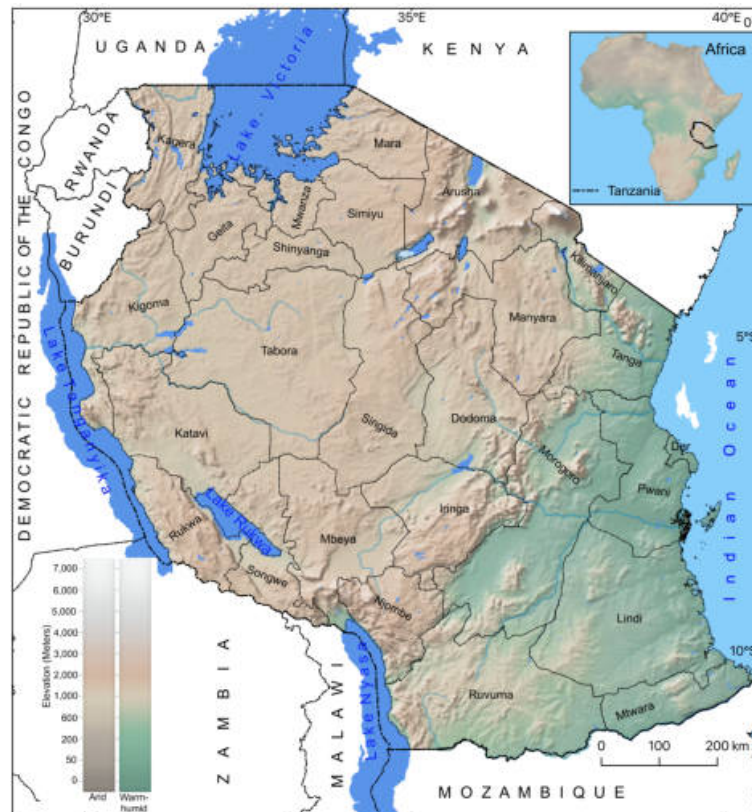 30°E
35°E
40°E
0°
UGANDA
KENYA
Africa
Tanzania
DEMOCRATIC REPUBLIC OF THE CONGO
RWANDA
BURUNDI
Lake. Victoria
Kagera
Mara
Arusha
Mwanza
Geita
Simiyu
Shinyanga
Kilimanjaro
Kigoma
Manyara
5°S
Tabora
Tanga
Lake Tanganyika
Singida
Dodoma
Katavi
Morogoro
Dar
Pwani
Indian Ocean
Lake Rukwa
Rukwa
Mbeya
Iringa
Songwe
Njombe
Lindi
10°S
Ruvuma
Mtwara
Lake Nyasa
ZAMBIA
MALAWI
MOZAMBIQUE
0 100 200 km
Elevation (Meters)
7,000
5,000
4,000
3,000
2,000
1,000
600
200
50
0
Arid
Warm-
humid